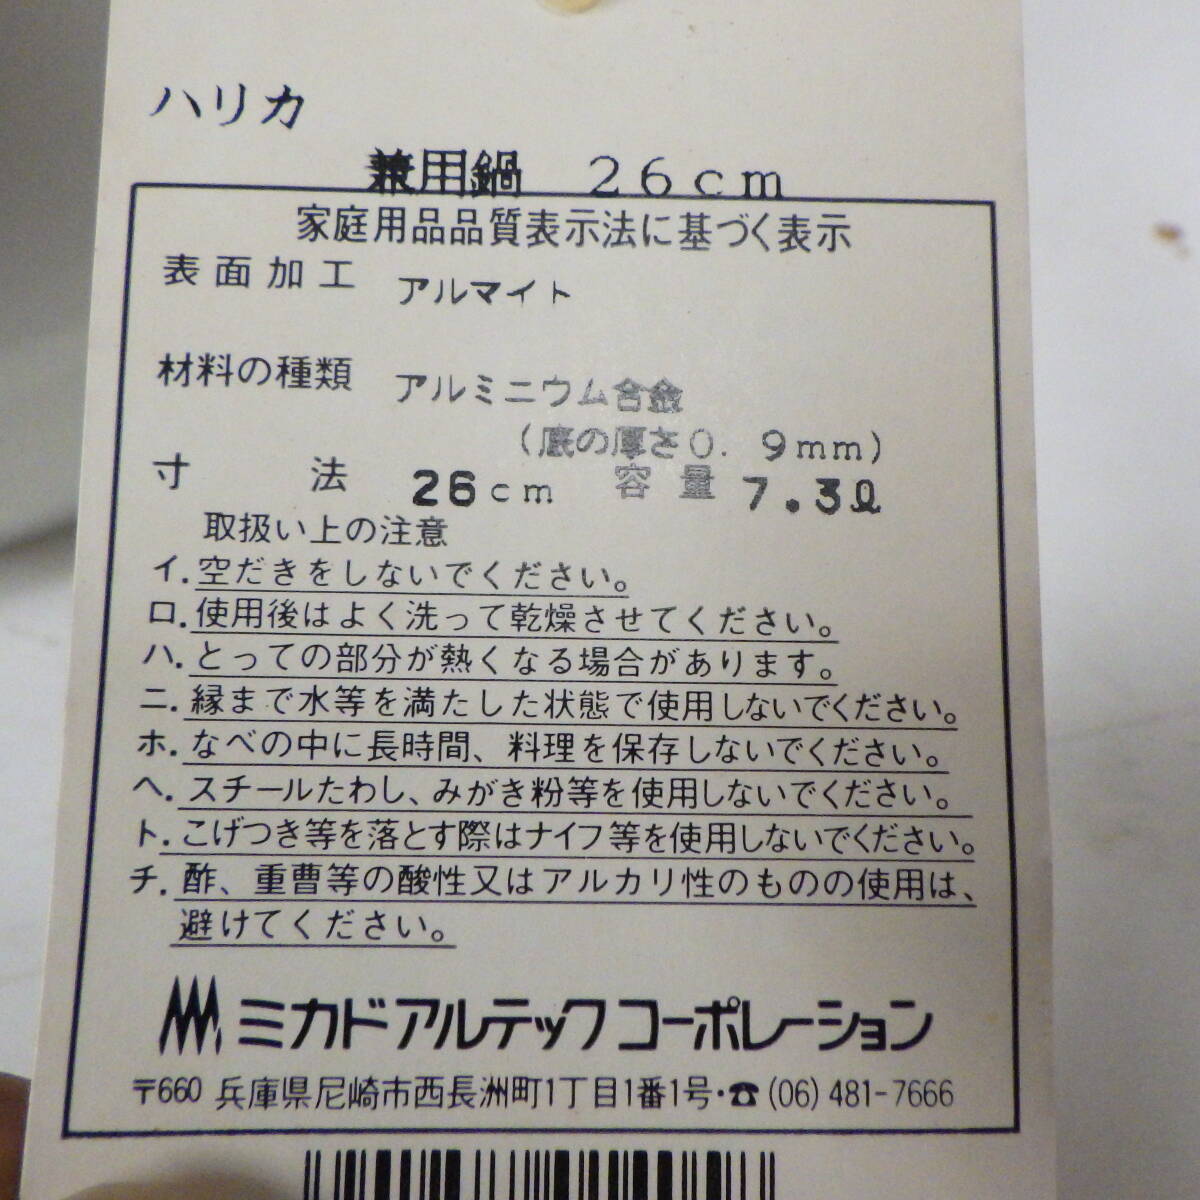 ハリカ
兼用鍋 26cm
家庭用品品質表示法に基づく表示
表面加工 アルマイト
材料の種類 アルミニウム合金
(底の厚さ0.9mm)
寸法 26cm 容量 7.3ℓ
取扱い上の注意
イ.空だきをしないでください。
ロ.使用後はよく洗って乾燥させてください。
ハ.とっての部分が熱くなる場合があります。
ニ.縁まで水等を満たした状態で使用しないでください。
ホ.なべの中に長時間、料理を保存しないでください。
ヘ.スチールたわし、みがき粉等を使用しないでください。
ト.こげつき等を落とす際はナイフ等を使用しないでください。
チ.酢、重曹等の酸性又はアルカリ性のものの使用は、
避けてください。
ミカドアルテックコーポレーション
〒660 兵庫県尼崎市西長洲町1丁目1番1号・☎(06)481-7666